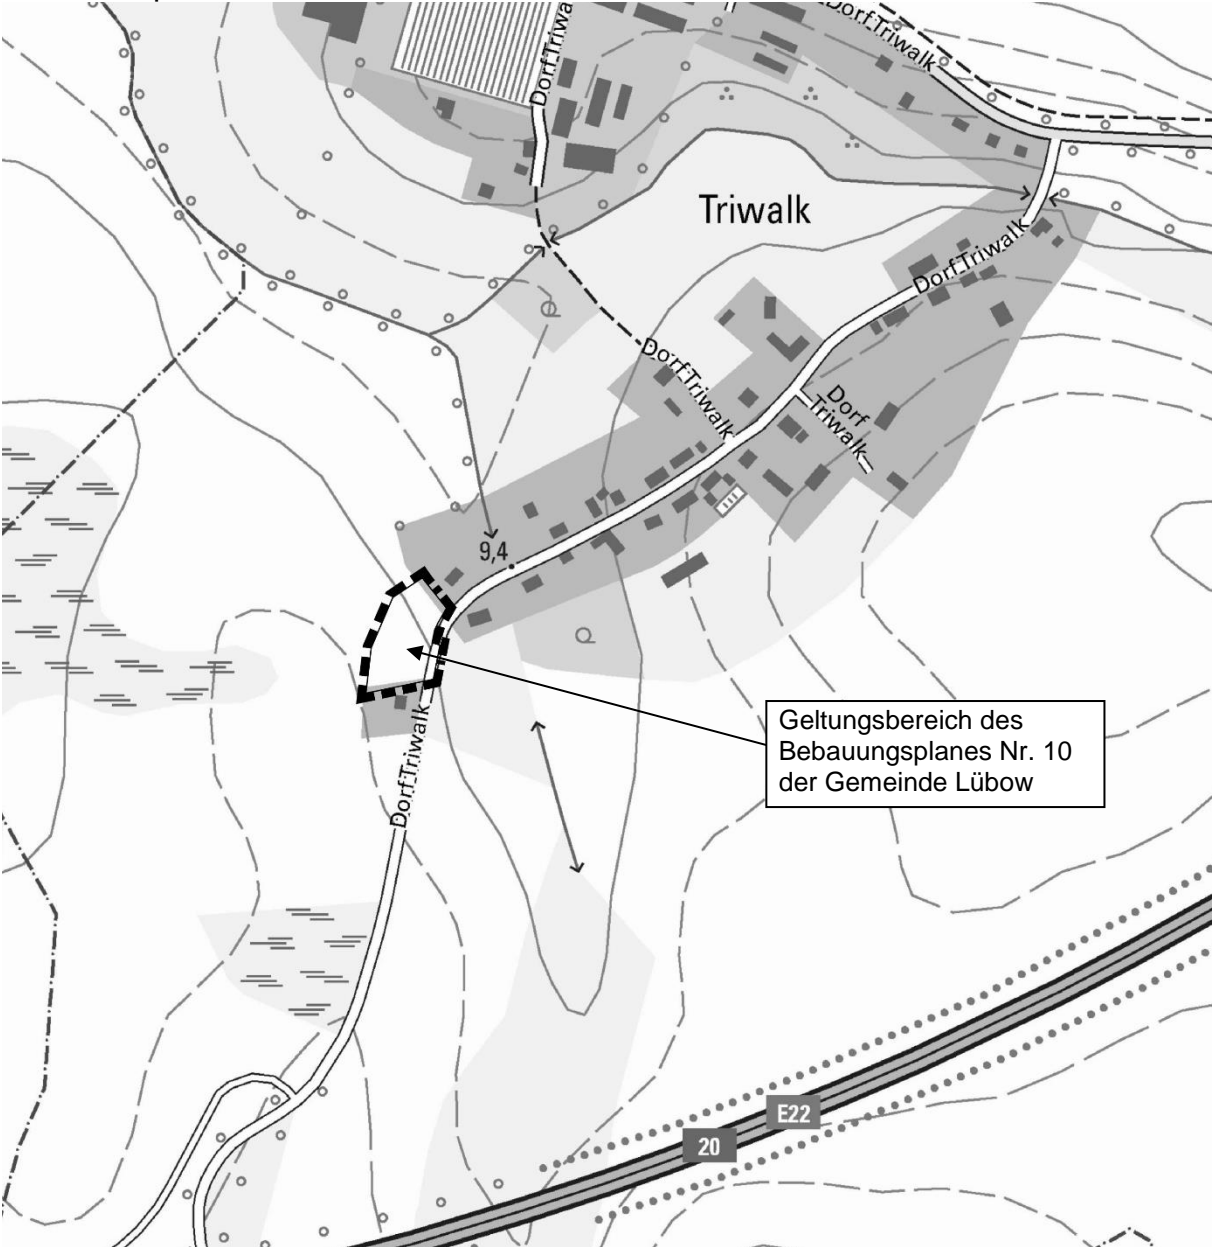 Dorf Triwa
Dorf Triwalk
Triwalk
Dorf Triwalk
Dorf Triwalk
Dorf
Triwalk
9,4
Dorf Triwalk
Geltungsbereich des
Bebauungsplanes Nr. 10
der Gemeinde Lübow
E22
20